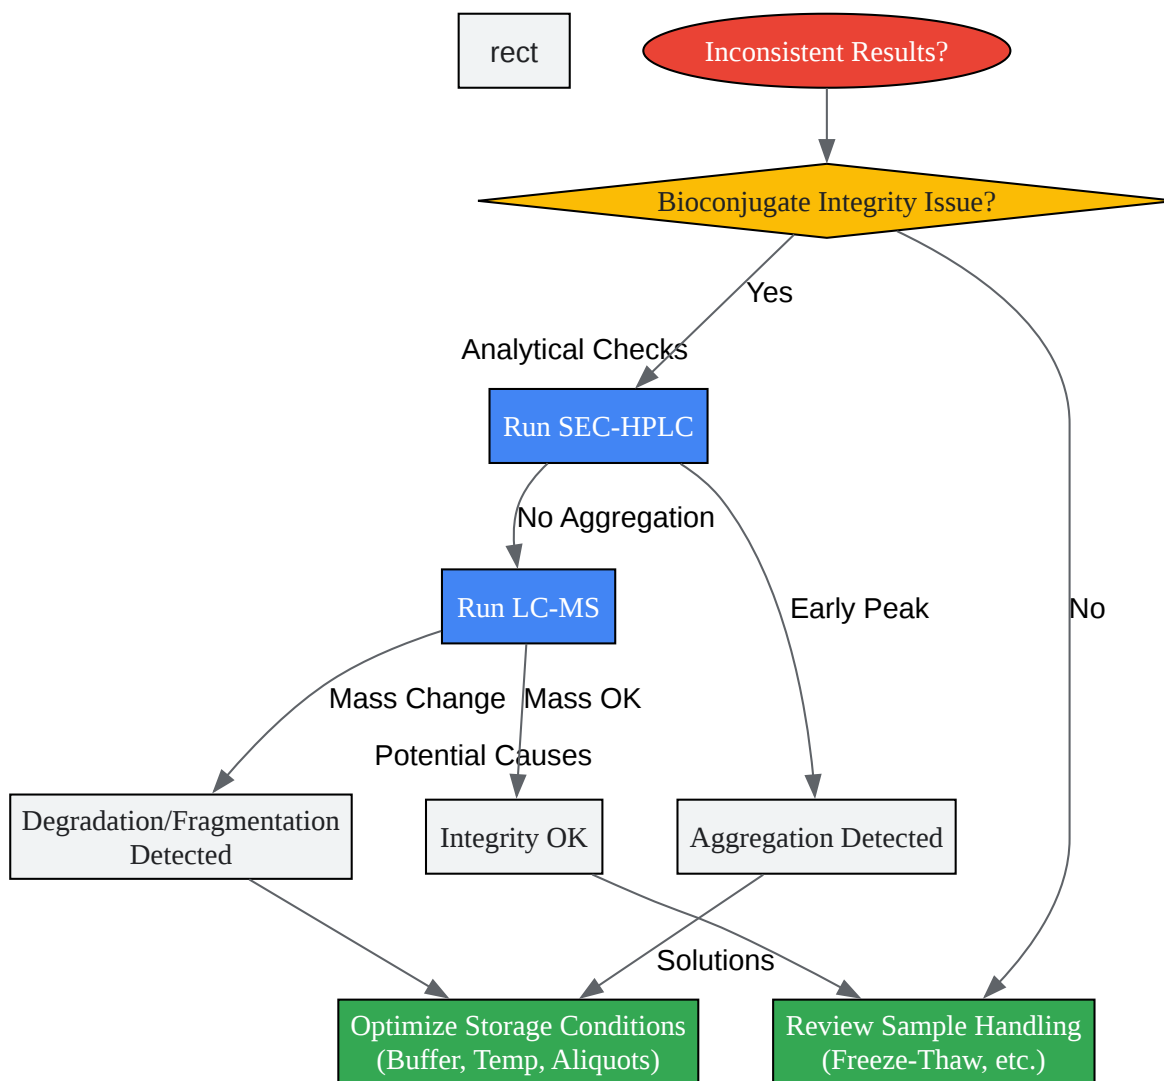 rect
Inconsistent Results?
Bioconjugate Integrity Issue?
Yes
Analytical Checks
Run SEC-HPLC
No Aggregation
Run LC-MS
Early Peak
No
Mass Change
Mass OK
Potential Causes
Degradation/Fragmentation
Detected
Integrity OK
Aggregation Detected
Solutions
Optimize Storage Conditions
(Buffer, Temp, Aliquots)
Review Sample Handling
(Freeze-Thaw, etc.)